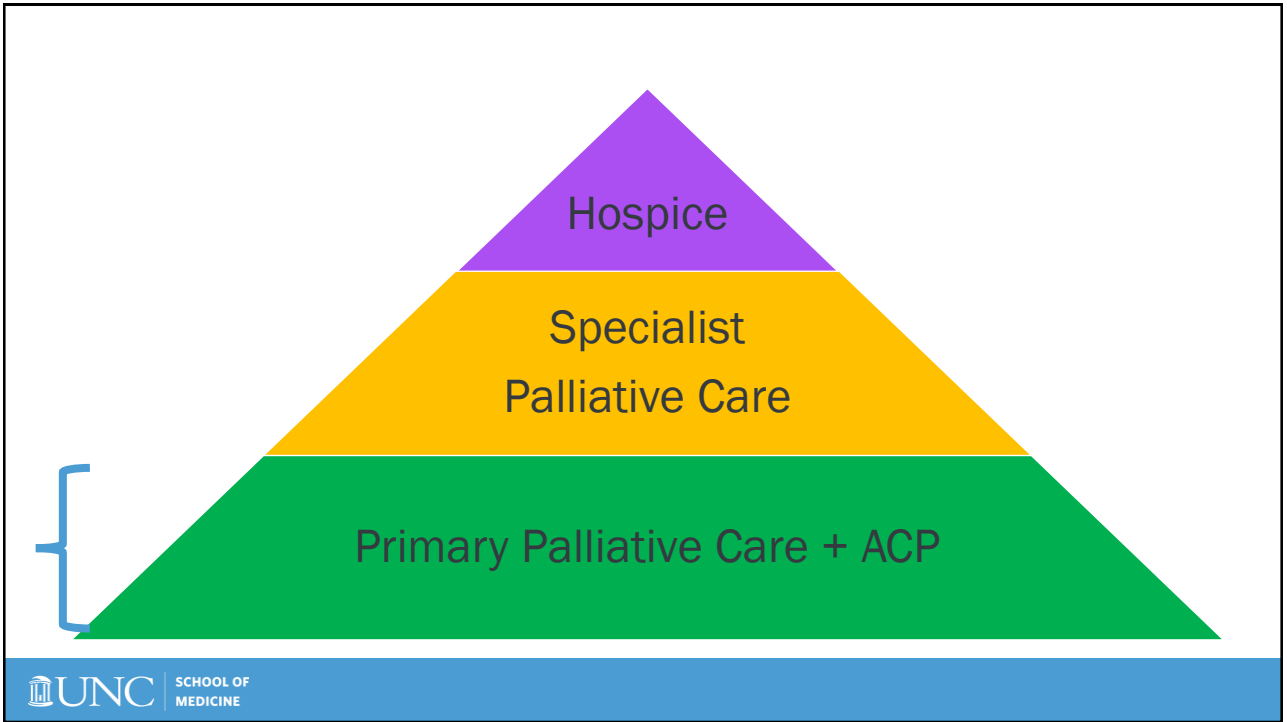 Hospice
Specialist
Palliative Care
Primary Palliative Care + ACP
UNC SCHOOL OF
MEDICINE